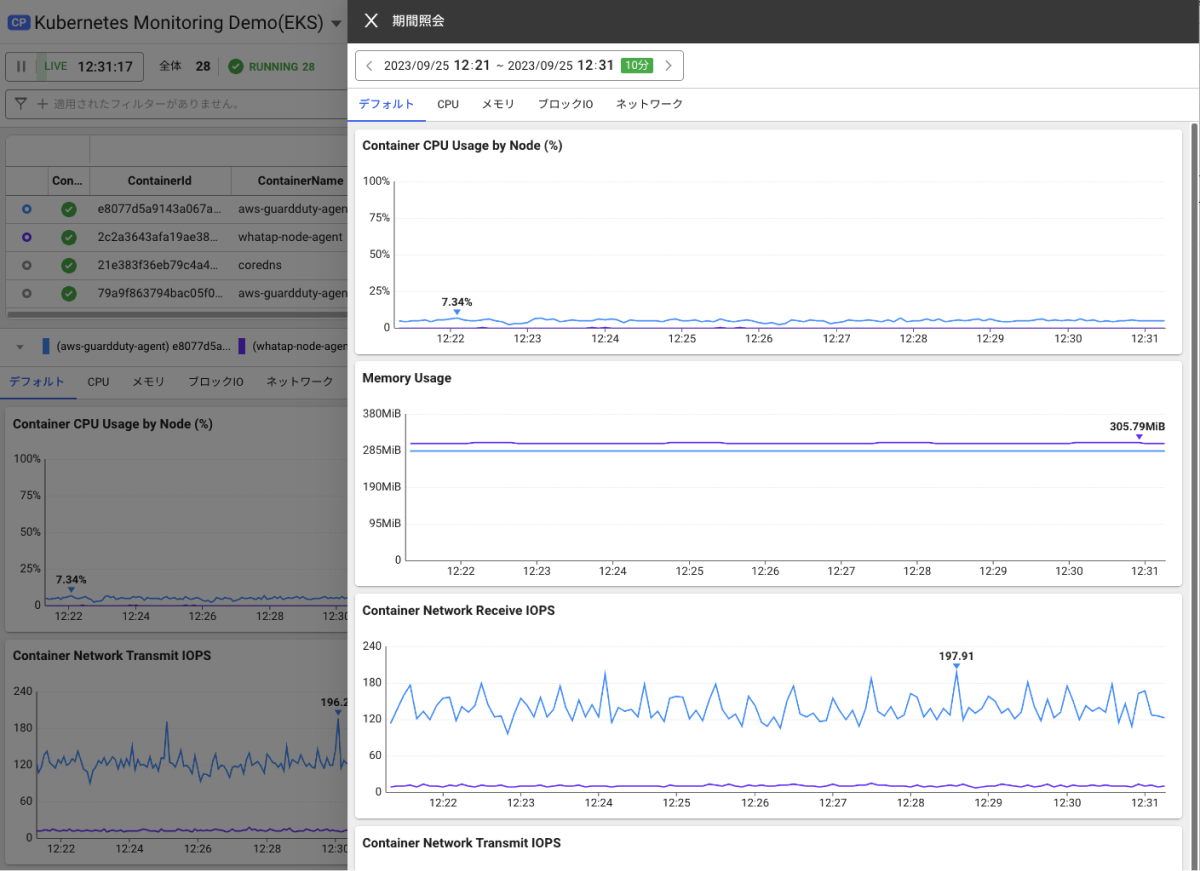 CP Kubernetes Monitoring Demo(EKS)
LIVE 12:31:17 全体 28 RUNNING 28
適用されたフィルターがありません。
Con... ContainerId ContainerName
e8077d5a9143a067a... aws-guardduty-agen
2c2a3643afa19ae38... whatap-node-agent
21e383f36eb79c4a4... coredns
79a9f863794bac05f0... aws-guardduty-agen
(aws-guardduty-agent) e8077d5a... (whatap-node-agen
デフォルト CPU メモリ ブロックIO ネットワーク
Container CPU Usage by Node (%)
100%
75%
50%
25%
7.34%
0
12:22 12:24 12:26 12:28 12:30
Container Network Transmit IOPS
240
196.2
180
120
60
0
12:22 12:24 12:26 12:28 12:30
期間照会
2023/09/25 12:21 ~ 2023/09/25 12:31 10分
デフォルト CPU メモリ ブロックIO ネットワーク
Container CPU Usage by Node (%)
100%
75%
50%
25%
7.34%
0
12:22 12:23 12:24 12:25 12:26 12:27 12:28 12:29 12:30 12:31
Memory Usage
380MiB
305.79MiB
285MiB
190MiB
95MiB
0
12:22 12:23 12:24 12:25 12:26 12:27 12:28 12:29 12:30 12:31
Container Network Receive IOPS
240
197.91
180
120
60
0
12:22 12:23 12:24 12:25 12:26 12:27 12:28 12:29 12:30 12:31
Container Network Transmit IOPS